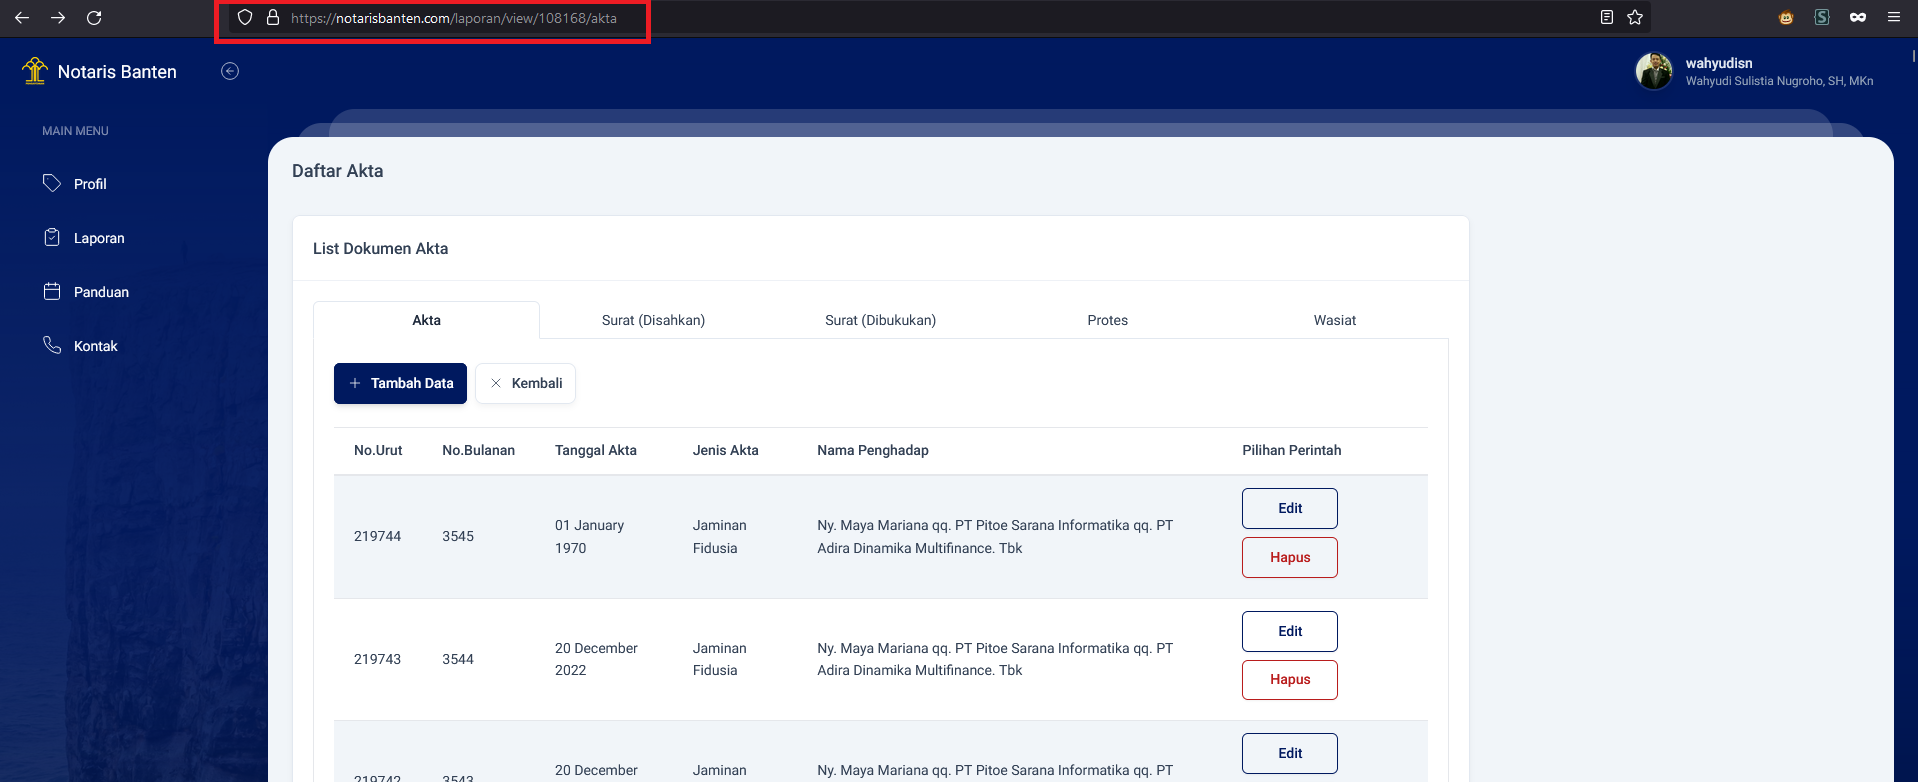 https://notarisbanten.com/laporan/view/108168/akta
Notaris Banten
wahyudisn
Wahyudi Sulistia Nugroho, SH, MKn
MAIN MENU
Profil
Laporan
Panduan
Kontak
Daftar Akta
List Dokumen Akta
Akta Surat (Disahkan) Surat (Dibukukan) Protes Wasiat
Tambah Data Kembali
No.Urut No.Bulanan Tanggal Akta Jenis Akta Nama Penghadap Pilihan Perintah
219744 3545 01 January 1970 Jaminan Fidusia Ny. Maya Mariana qq. PT Pitoe Sarana Informatika qq. PT
Adira Dinamika Multifinance. Tbk
Edit
Hapus
219743 3544 20 December 2022 Jaminan Fidusia Ny. Maya Mariana qq. PT Pitoe Sarana Informatika qq. PT
Adira Dinamika Multifinance. Tbk
Edit
Hapus
219742 3543 20 December Jaminan Ny. Maya Mariana qq. PT Pitoe Sarana Informatika qq. PT
Edit